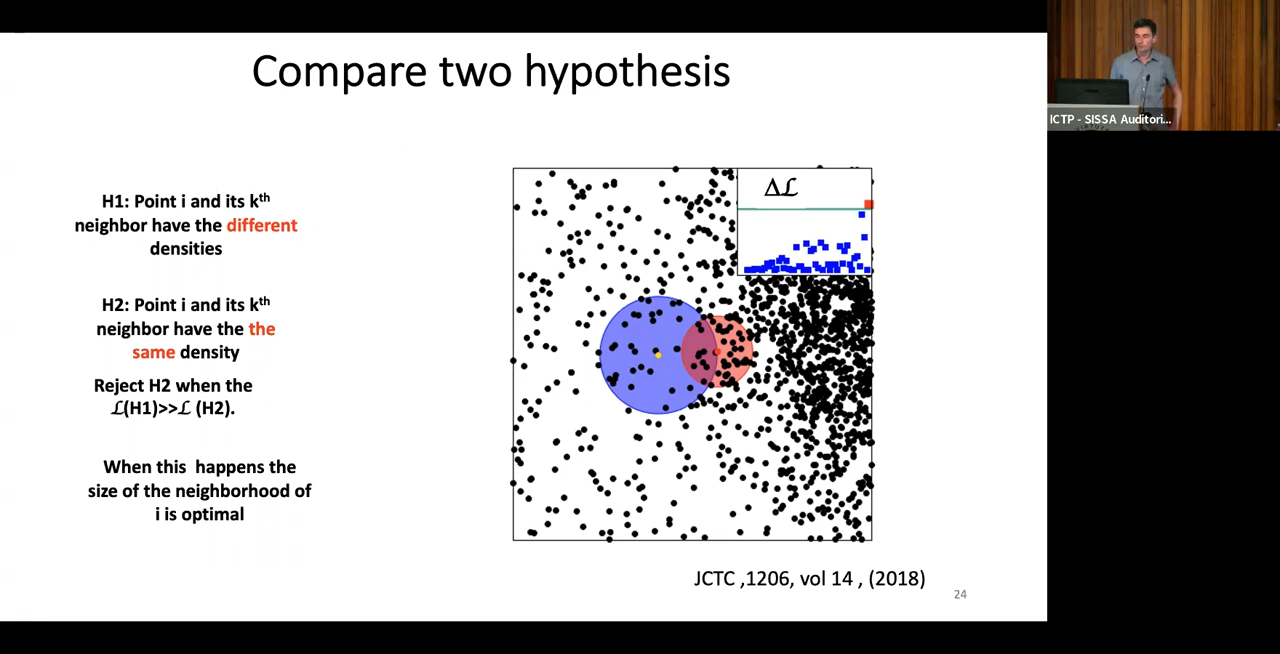 Compare two hypothesis
H1: Point i and its kth
neighbor have the different
densities
H2: Point i and its kth
neighbor have the the
same density
Reject H2 when the
ℒ(H1)>>ℒ (H2).
When this happens the
size of the neighborhood of
i is optimal
Δℒ
JCTC ,1206, vol 14 , (2018)
24
ICTP - SISSA Auditori...